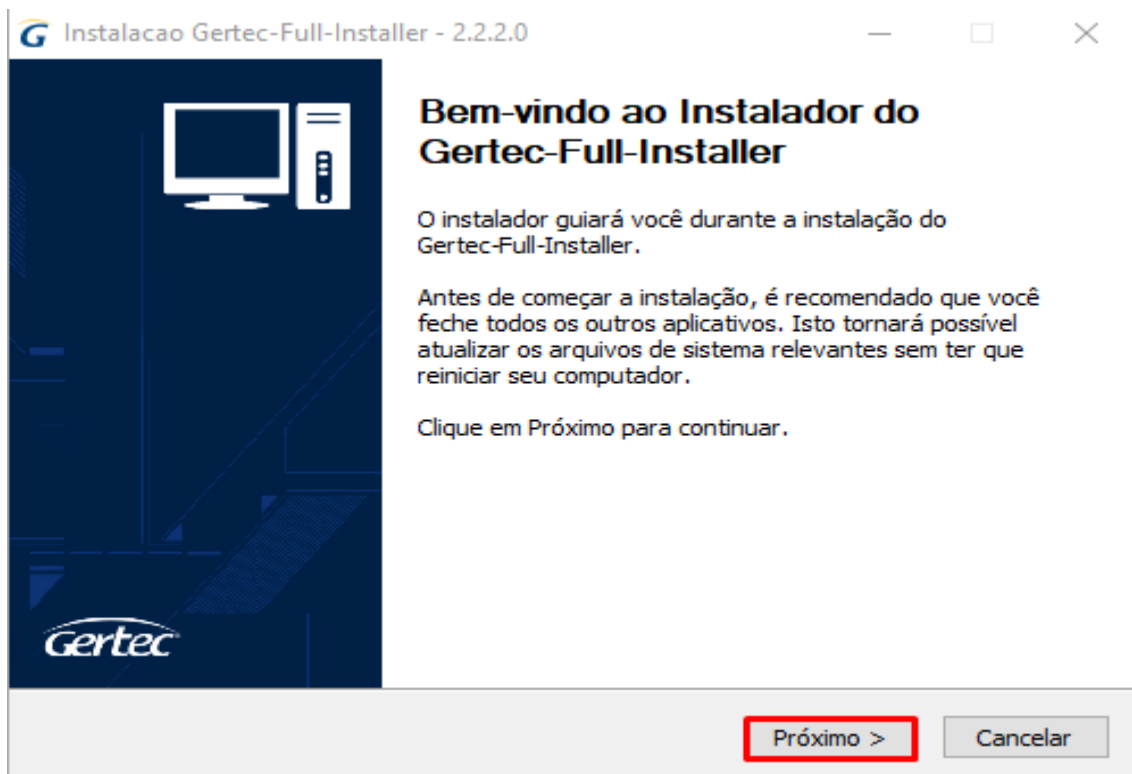 G Instalacao Gertec-Full-Installer - 2.2.2.0
Bem-vindo ao Instalador do
Gertec-Full-Installer
O instalador guiará você durante a instalação do
Gertec-Full-Installer.
Antes de começar a instalação, é recomendado que você
feche todos os outros aplicativos. Isto tornará possível
atualizar os arquivos de sistema relevantes sem ter que
reiniciar seu computador.
Clique em Próximo para continuar.
Gertec
Próximo >
Cancelar